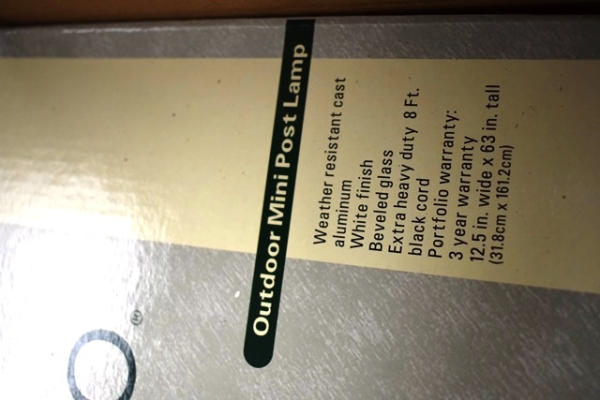 O®
Outdoor Mini Post Lamp
Weather resistant cast
aluminum
White finish
Beveled glass
Extra heavy duty 8 Ft.
black cord
Portfolio warranty:
3 year warranty
12.5 in. wide x 63 in. tall
(31.8cm x 161.2cm)